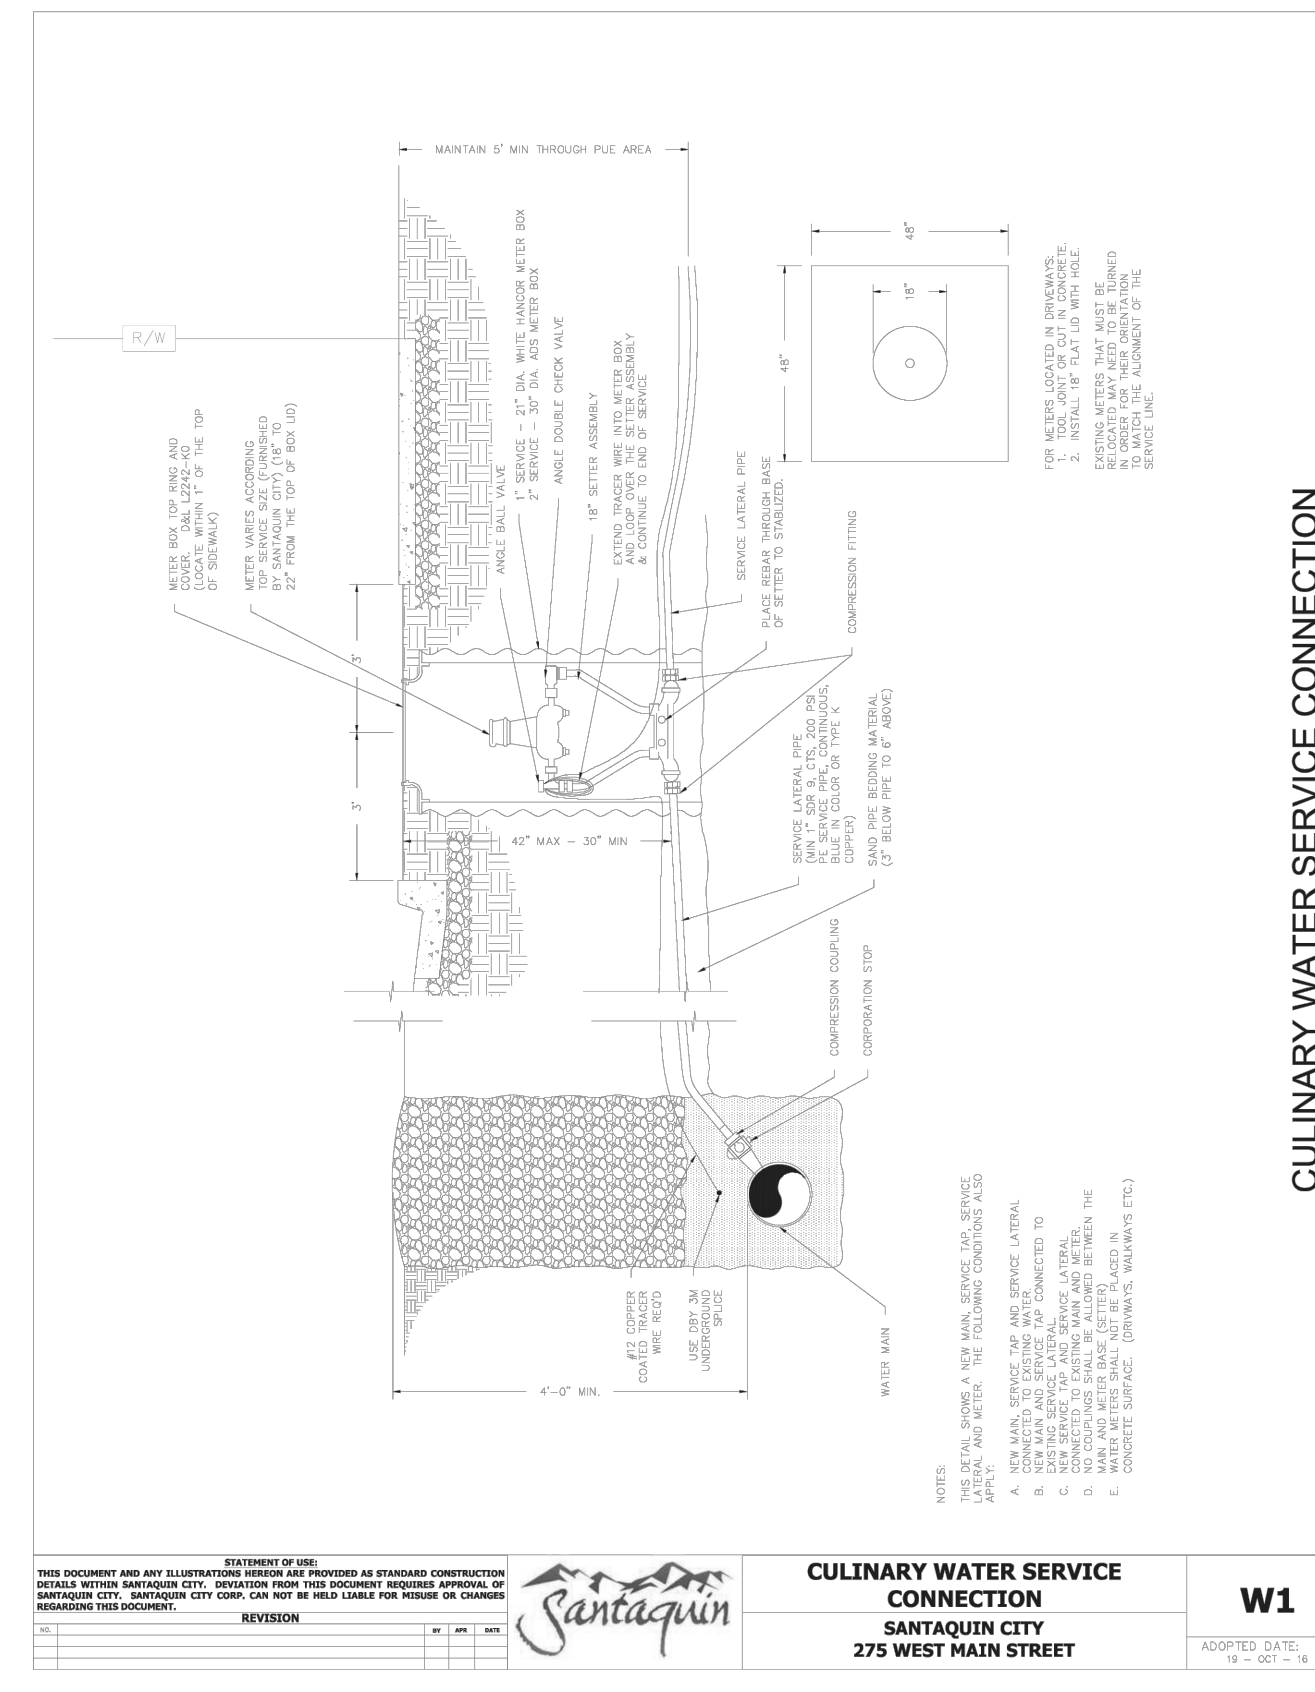 MAINTAIN 5' MIN THROUGH PUE AREA
R/W
METER BOX TOP RING AND
COVER.  D&L L2242-K0
(LOCATE WITHIN 1" OF THE TOP
OF SIDEWALK)
METER VARIES ACCORDING
TOP SERVICE SIZE (FURNISHED
BY SANTAQUIN CITY) (18" TO
22" FROM THE TOP OF BOX LID)
ANGLE BALL VALVE
1" SERVICE - 21" DIA. WHITE HANCOR METER BOX
2" SERVICE - 30" DIA. ADS METER BOX
ANGLE DOUBLE CHECK VALVE
18" SETTER ASSEMBLY
EXTEND TRACER WIRE INTO METER BOX
AND LOOP OVER THE SETTER ASSEMBLY
& CONTINUE TO END OF SERVICE
SERVICE LATERAL PIPE
PLACE REBAR THROUGH BASE
OF SETTER TO STABLIZED.
COMPRESSION FITTING
48"
48"
18"
FOR METERS LOCATED IN DRIVEWAYS:
1.  TOOL JOINT OR CUT IN CONCRETE.
2.  INSTALL 18" FLAT LID WITH HOLE.
EXISTING METERS THAT MUST BE
RELOCATED MAY NEED TO BE TURNED
IN ORDER FOR THEIR ORIENTATION
TO MATCH THE ALIGNMENT OF THE
SERVICE LINE.
3'
3'
42" MAX - 30" MIN
SERVICE LATERAL PIPE
(MIN 1" SDR 9, CTS, 200 PSI
PE SERVICE PIPE, CONTINUOUS,
BLUE IN COLOR OR TYPE K
COPPER)
SAND PIPE BEDDING MATERIAL
(3" BELOW PIPE TO 6" ABOVE)
COMPRESSION COUPLING
CORPORATION STOP
#12 COPPER
COATED TRACER
WIRE REQ'D
USE DBY 3M
UNDERGROUND
SPLICE
4'-0" MIN.
WATER MAIN
NOTES:
THIS DETAIL SHOWS A NEW MAIN, SERVICE TAP, SERVICE
LATERAL AND METER.  THE FOLLOWING CONDITIONS ALSO
APPLY:
A.  NEW MAIN, SERVICE TAP AND SERVICE LATERAL
CONNECTED TO EXISTING WATER.
B.  NEW MAIN AND SERVICE TAP CONNECTED TO
EXISTING SERVICE LATERAL.
C.  NEW SERVICE TAP AND SERVICE LATERAL
CONNECTED TO EXISTING MAIN AND METER.
D.  NO COUPLINGS SHALL BE ALLOWED BETWEEN THE
MAIN AND METER BASE (SETTER)
E.  WATER METERS SHALL NOT BE PLACED IN
CONCRETE SURFACE.  (DRIVWAYS, WALKWAYS ETC.)
CULINARY WATER SERVICE CONNECTION
STATEMENT OF USE:
THIS DOCUMENT AND ANY ILLUSTRATIONS HEREON ARE PROVIDED AS STANDARD CONSTRUCTION
DETAILS WITHIN SANTAQUIN CITY.  DEVIATION FROM THIS DOCUMENT REQUIRES APPROVAL OF
SANTAQUIN CITY.  SANTAQUIN CITY CORP. CAN NOT BE HELD LIABLE FOR MISUSE OR CHANGES
REGARDING THIS DOCUMENT.
REVISION
NO. BY APR DATE
Santaquin
CULINARY WATER SERVICE
CONNECTION
SANTAQUIN CITY
275 WEST MAIN STREET
W1
ADOPTED DATE:
19 - OCT - 16